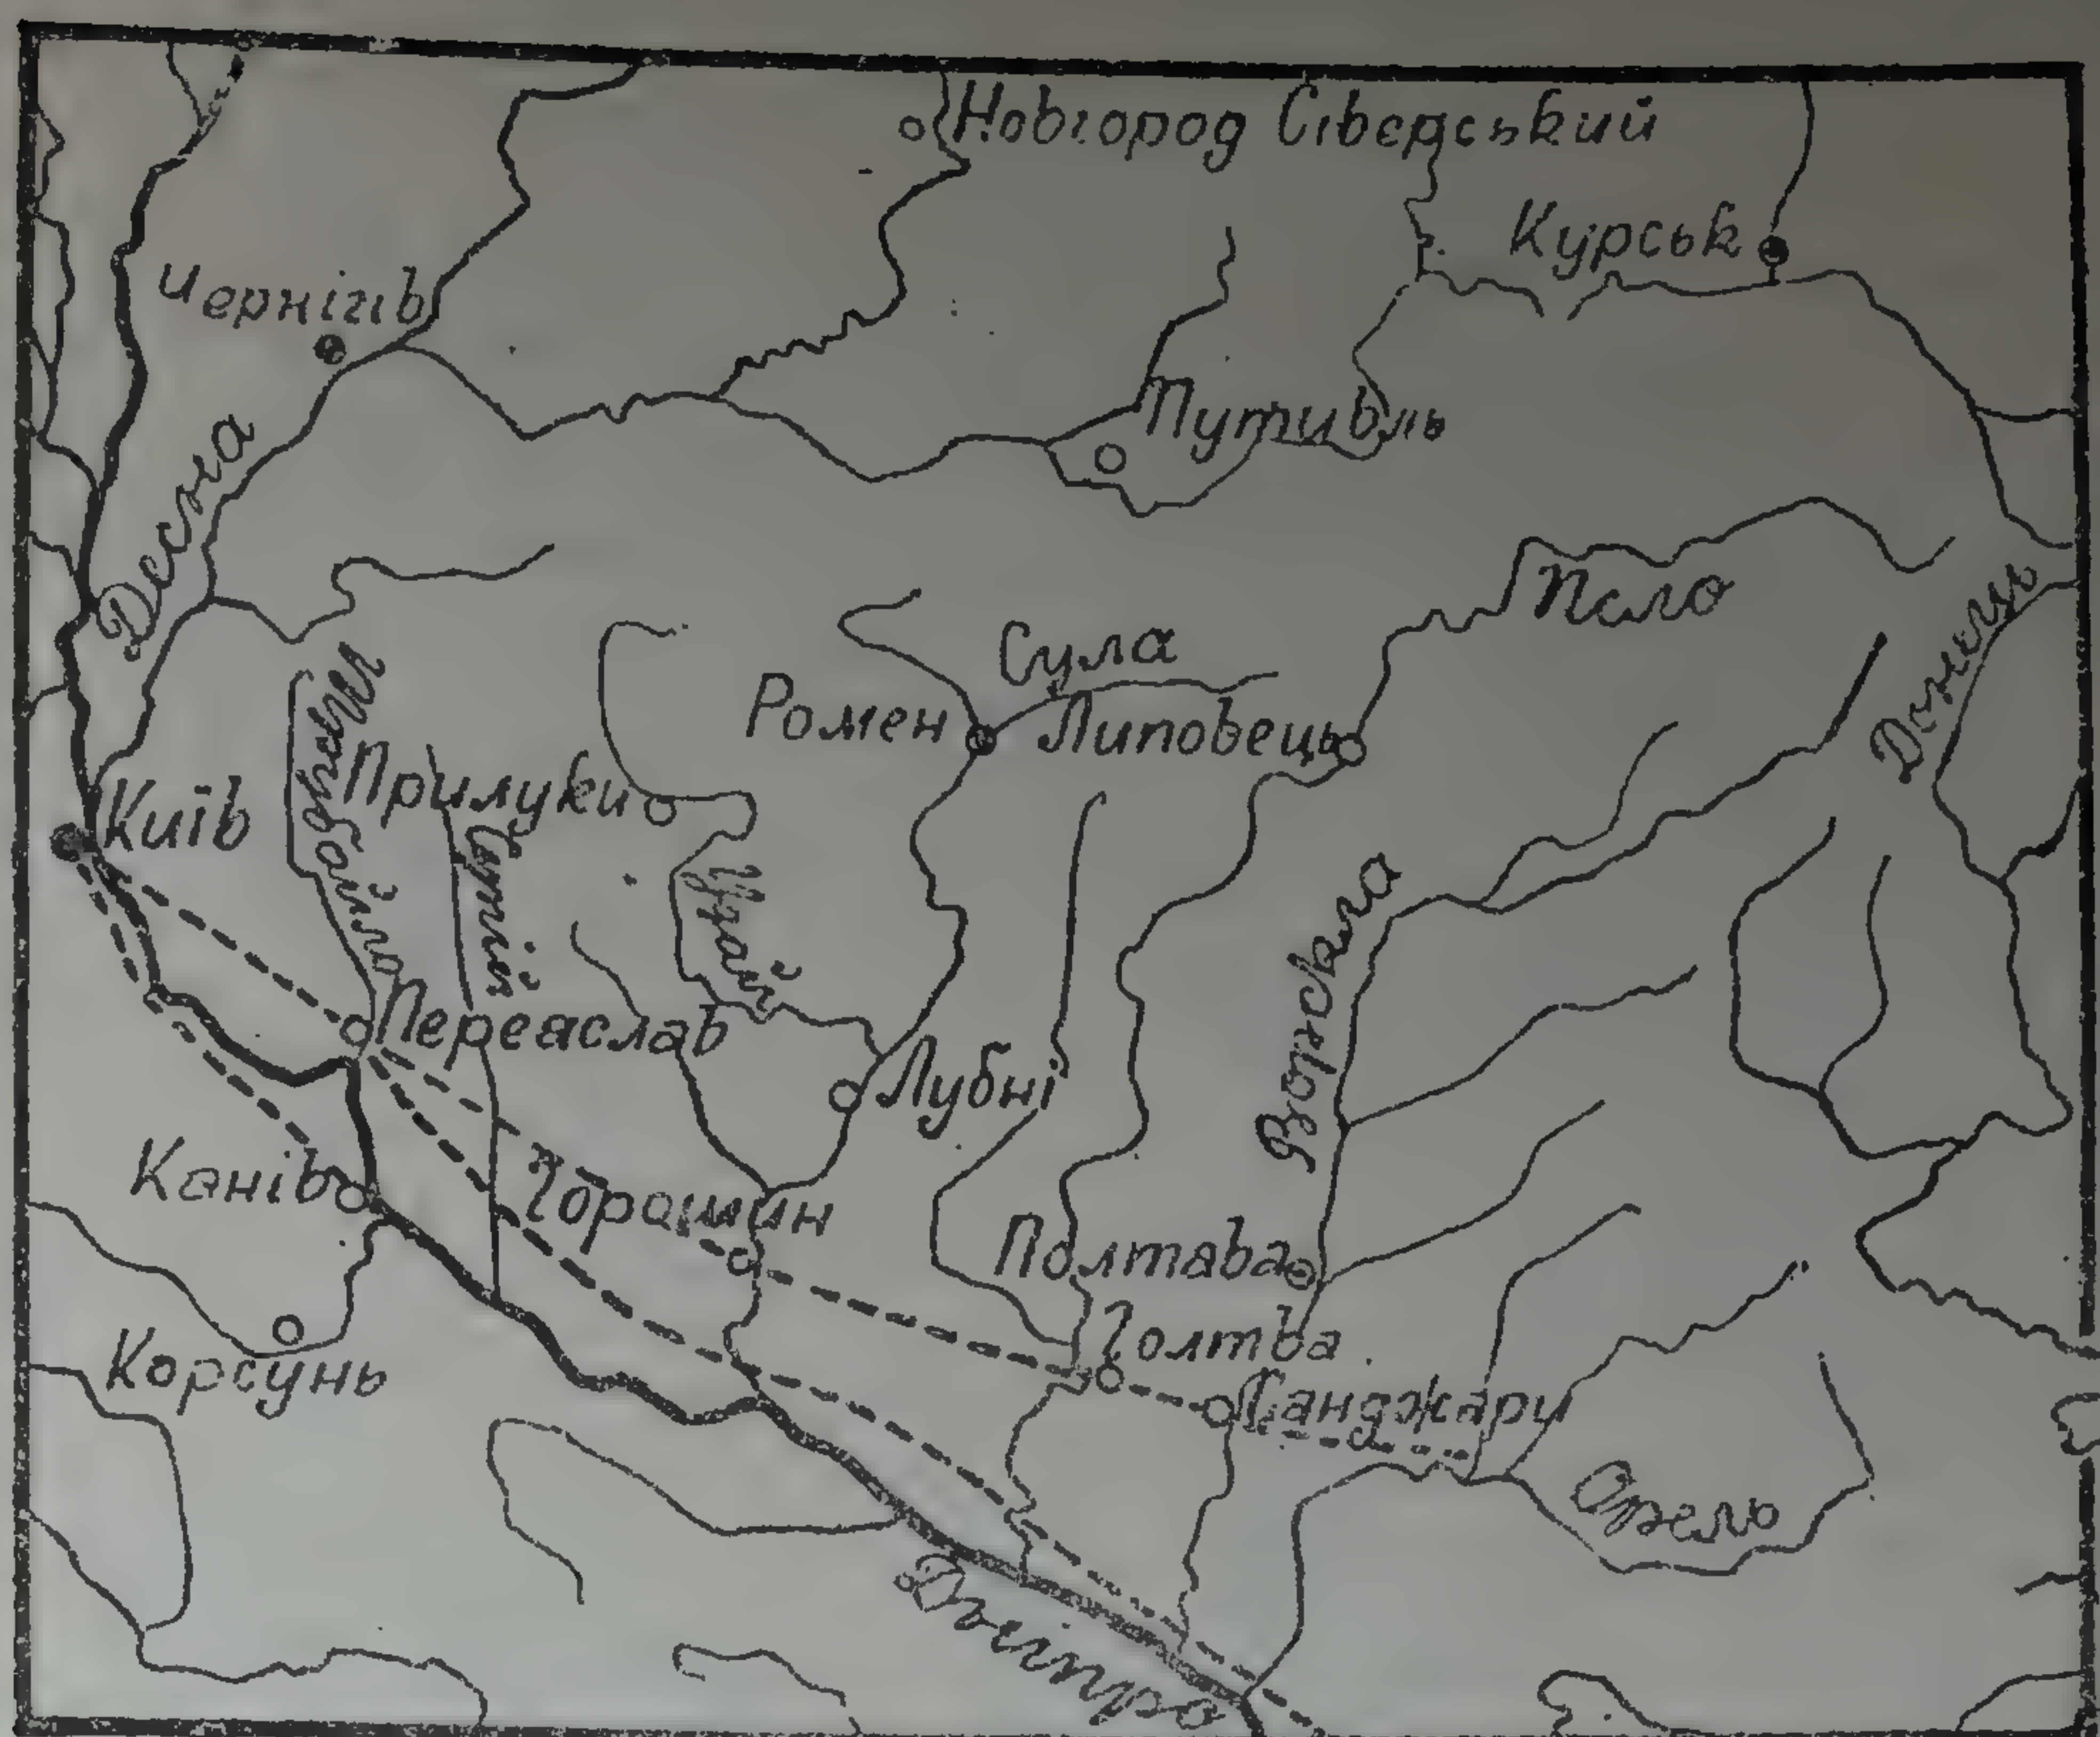 Новгород Сіверський
Курськ
Чернігів
Путивль
Десна
Псло
Сула
Донець
Ромен
Липовець
Прилуки
Київ
Супій
Удай
Ворскла
Переяслав
Лубні
Канів
Горошин
Полтава
Голтва
Корсунь
Санджари
Орель
Дніпро